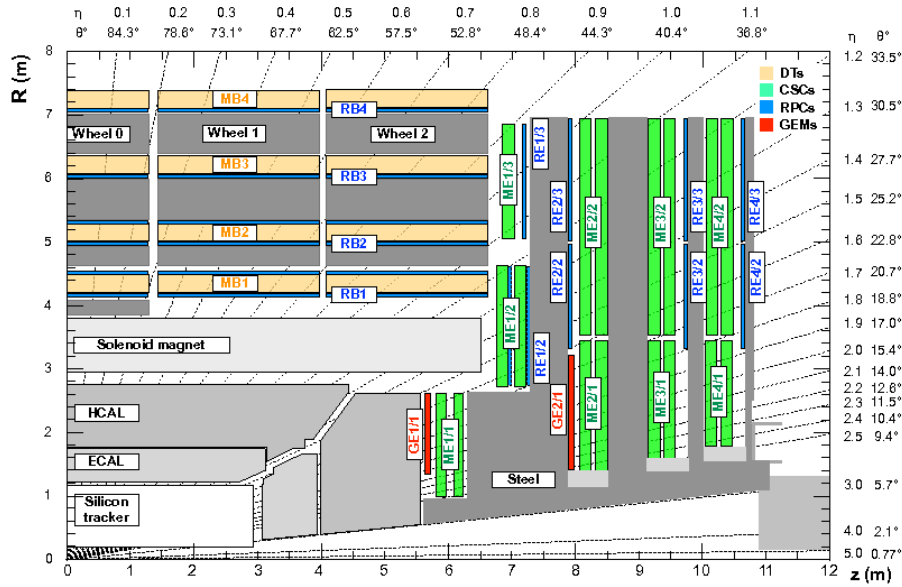 η 0.1 0.2 0.3 0.4 0.5 0.6 0.7 0.8 0.9 1.0 1.1
θ° 84.3° 78.6° 73.1° 67.7° 62.5° 57.5° 52.8° 48.4° 44.3° 40.4° 36.8° η θ°
R (m)
8
7
6
5
4
3
2
1
0
1.2 33.5°
1.3 30.5°
1.4 27.7°
1.5 25.2°
1.6 22.8°
1.7 20.7°
1.8 18.8°
1.9 17.0°
2.0 15.4°
2.1 14.0°
2.2 12.6°
2.3 11.5°
2.4 10.4°
2.5 9.4°
3.0 5.7°
4.0 2.1°
5.0 0.77°
DTs
CSCs
RPCs
GEMs
MB4
RB4
Wheel 0
Wheel 1
Wheel 2
MB3
RB3
MB2
RB2
MB1
RB1
Solenoid magnet
HCAL
ECAL
Silicon
tracker
Steel
ME1/3
RE1/3
RE2/3
ME2/2
ME3/2
RE3/3
ME4/2
RE4/3
RE2/2
RE3/2
RE4/2
ME1/2
RE1/2
GE1/1
ME1/1
GE2/1
ME2/1
ME3/1
ME4/1
0 1 2 3 4 5 6 7 8 9 10 11 12
z (m)